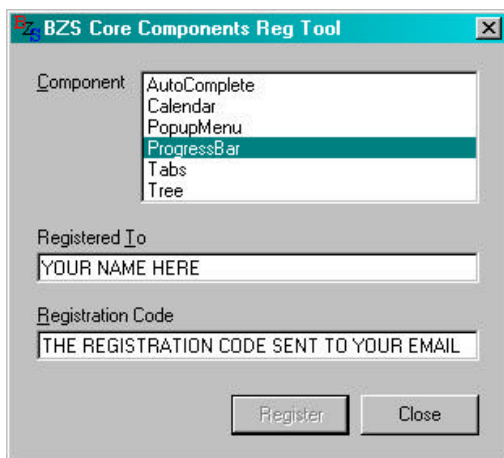 BZS BZS Core Components Reg Tool
Component
AutoComplete
Calendar
PopupMenu
ProgressBar
Tabs
Tree
Registered To
YOUR NAME HERE
Registration Code
THE REGISTRATION CODE SENT TO YOUR EMAIL
Register Close